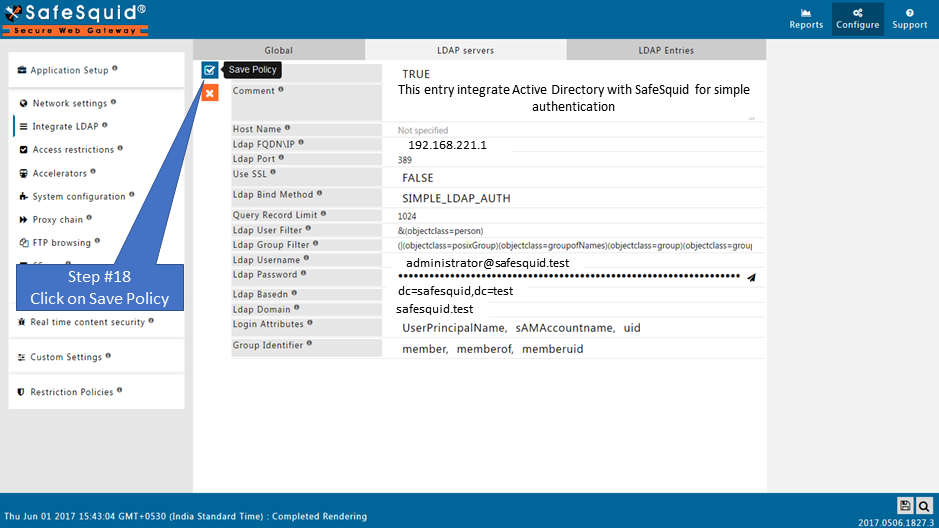 SafeSquid®
Secure Web Gateway
Reports
Configure
Support
Global
LDAP servers
LDAP Entries
Application Setup
Network settings
Integrate LDAP
Access restrictions
Accelerators
System configuration
Proxy chain
FTP browsing
Step #18
Click on Save Policy
Real time content security
Custom Settings
Restriction Policies
Save Policy
TRUE
Comment
This entry integrate Active Directory with SafeSquid for simple
authentication
Host Name
Not specified
Ldap FQDN\IP
192.168.221.1
Ldap Port
389
Use SSL
FALSE
Ldap Bind Method
SIMPLE_LDAP_AUTH
Query Record Limit
1024
Ldap User Filter
&(objectclass=person)
Ldap Group Filter
(|(objectclass=posixGroup)(objectclass=groupofNames)(objectclass=group)(objectclass=group
Ldap Username
administrator@safesquid.test
Ldap Password
Ldap Basedn
dc=safesquid,dc=test
Ldap Domain
safesquid.test
Login Attributes
UserPrincipalName, sAMAccountname, uid
Group Identifier
member, memberof, memberuid
Thu Jun 01 2017 15:43:04 GMT+0530 (India Standard Time) : Completed Rendering
2017.0506.1827.3